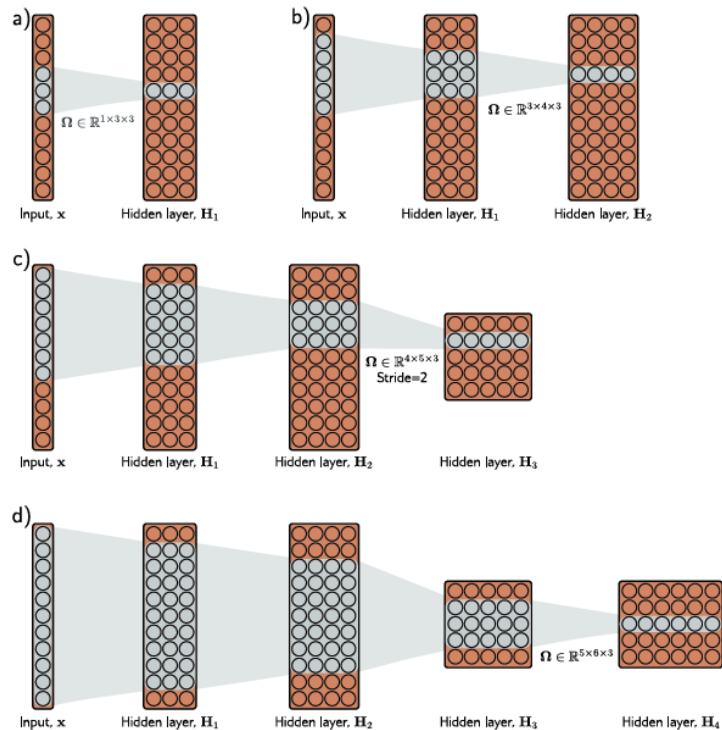 a)
Ω ∈ ℝ^{1×3×3}
Input, x
Hidden layer, H₁
b)
Ω ∈ ℝ^{3×4×3}
Input, x
Hidden layer, H₁
Hidden layer, H₂
c)
Ω ∈ ℝ^{4×5×3}
Stride=2
Input, x
Hidden layer, H₁
Hidden layer, H₂
Hidden layer, H₃
d)
Ω ∈ ℝ^{5×6×3}
Input, x
Hidden layer, H₁
Hidden layer, H₂
Hidden layer, H₃
Hidden layer, H₄